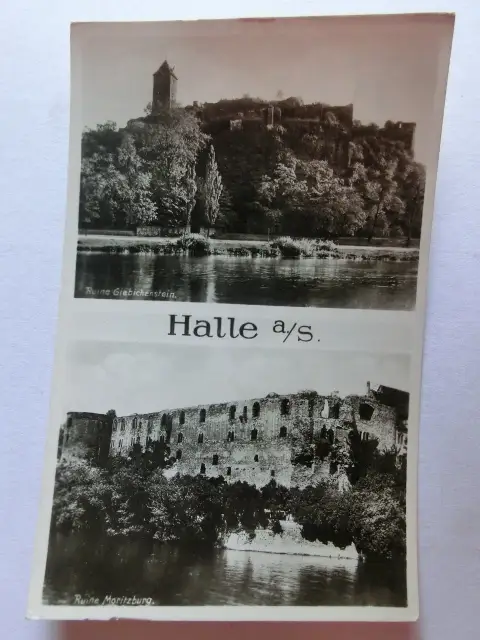 Ruine Giebichenstein.
Halle a/S.
Ruine Moritzburg.